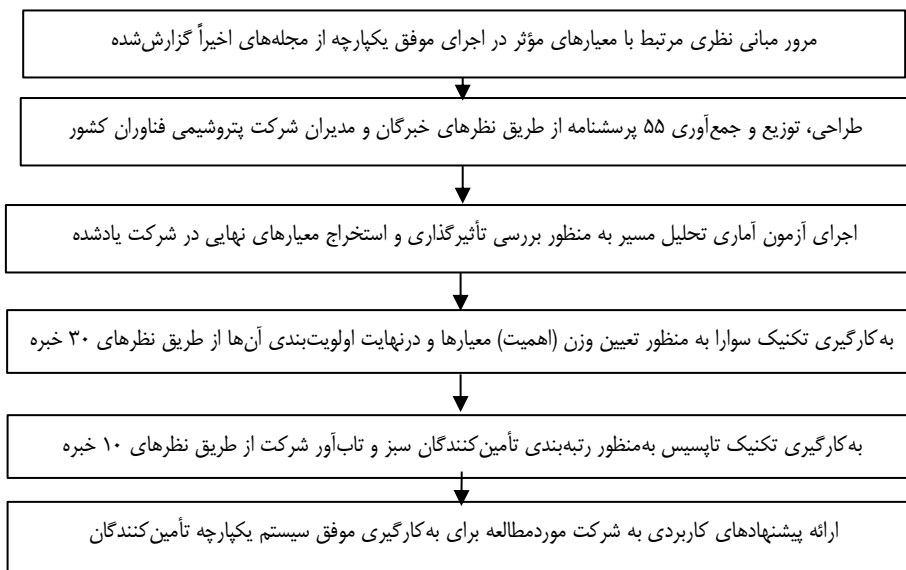 مرور مبانی نظری مرتبط با معیارهای مؤثر در اجرای موفق یکپارچه از مجله‌های اخیراً گزارش‌شده
طراحی، توزیع و جمع‌آوری ۵۵ پرسشنامه از طریق نظرهای خبرگان و مدیران شرکت پتروشیمی فناوران کشور
اجرای آزمون آماری تحلیل مسیر به منظور بررسی تأثیرگذاری و استخراج معیارهای نهایی در شرکت یادشده
به‌کارگیری تکنیک سوارا به منظور تعیین وزن (اهمیت) معیارها و درنهایت اولویت‌بندی آن‌ها از طریق نظرهای ۳۰ خبره
به‌کارگیری تکنیک تاپسیس به‌منظور رتبه‌بندی تأمین‌کنندگان سبز و تاب‌آور شرکت از طریق نظرهای ۱۰ خبره
ارائه پیشنهادهای کاربردی به شرکت موردمطالعه برای به‌کارگیری موفق سیستم یکپارچه تأمین‌کنندگان